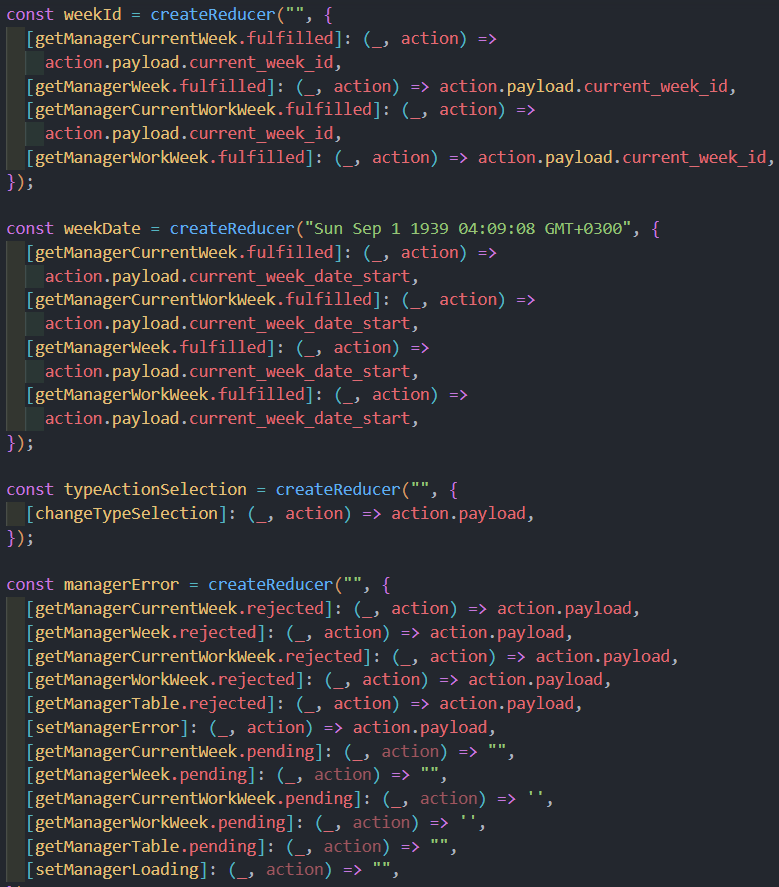 const weekId = createReducer("", {
  [getManagerCurrentWeek.fulfilled]: (_, action) =>
    action.payload.current_week_id,
  [getManagerWeek.fulfilled]: (_, action) => action.payload.current_week_id,
  [getManagerCurrentWorkWeek.fulfilled]: (_, action) =>
    action.payload.current_week_id,
  [getManagerWorkWeek.fulfilled]: (_, action) => action.payload.current_week_id,
});

const weekDate = createReducer("Sun Sep 1 1939 04:09:08 GMT+0300", {
  [getManagerCurrentWeek.fulfilled]: (_, action) =>
    action.payload.current_week_date_start,
  [getManagerCurrentWorkWeek.fulfilled]: (_, action) =>
    action.payload.current_week_date_start,
  [getManagerWeek.fulfilled]: (_, action) =>
    action.payload.current_week_date_start,
  [getManagerWorkWeek.fulfilled]: (_, action) =>
    action.payload.current_week_date_start,
});

const typeActionSelection = createReducer("", {
  [changeTypeSelection]: (_, action) => action.payload,
});

const managerError = createReducer("", {
  [getManagerCurrentWeek.rejected]: (_, action) => action.payload,
  [getManagerWeek.rejected]: (_, action) => action.payload,
  [getManagerCurrentWorkWeek.rejected]: (_, action) => action.payload,
  [getManagerWorkWeek.rejected]: (_, action) => action.payload,
  [getManagerTable.rejected]: (_, action) => action.payload,
  [setManagerError]: (_, action) => action.payload,
  [getManagerCurrentWeek.pending]: (_, action) => "",
  [getManagerWeek.pending]: (_, action) => "",
  [getManagerCurrentWorkWeek.pending]: (_, action) => '',
  [getManagerWorkWeek.pending]: (_, action) => '',
  [getManagerTable.pending]: (_, action) => "",
  [setManagerLoading]: (_, action) => "",